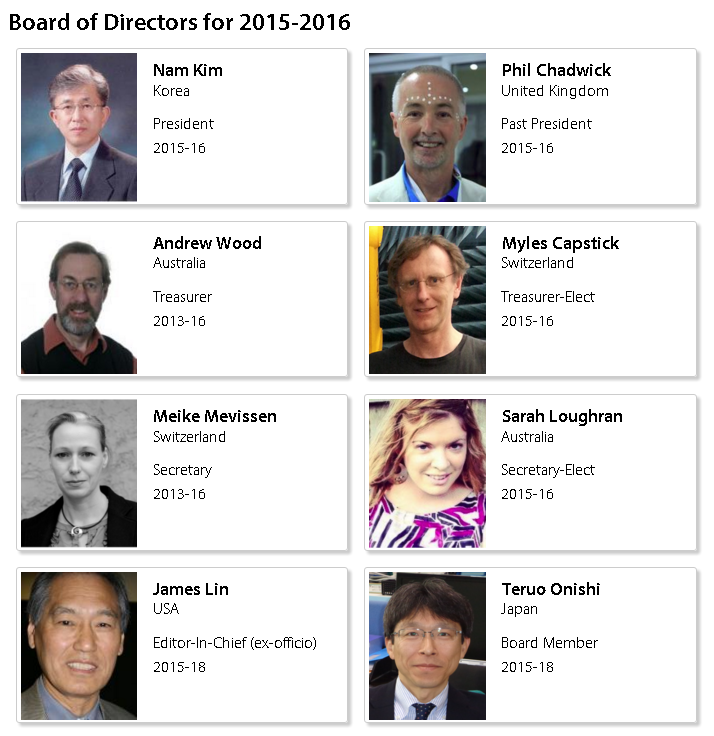 Board of Directors for 2015-2016
Nam Kim
Korea
President
2015-16
Phil Chadwick
United Kingdom
Past President
2015-16
Andrew Wood
Australia
Treasurer
2013-16
Myles Capstick
Switzerland
Treasurer-Elect
2015-16
Meike Mevissen
Switzerland
Secretary
2013-16
Sarah Loughran
Australia
Secretary-Elect
2015-16
James Lin
USA
Editor-In-Chief (ex-officio)
2015-18
Teruo Onishi
Japan
Board Member
2015-18